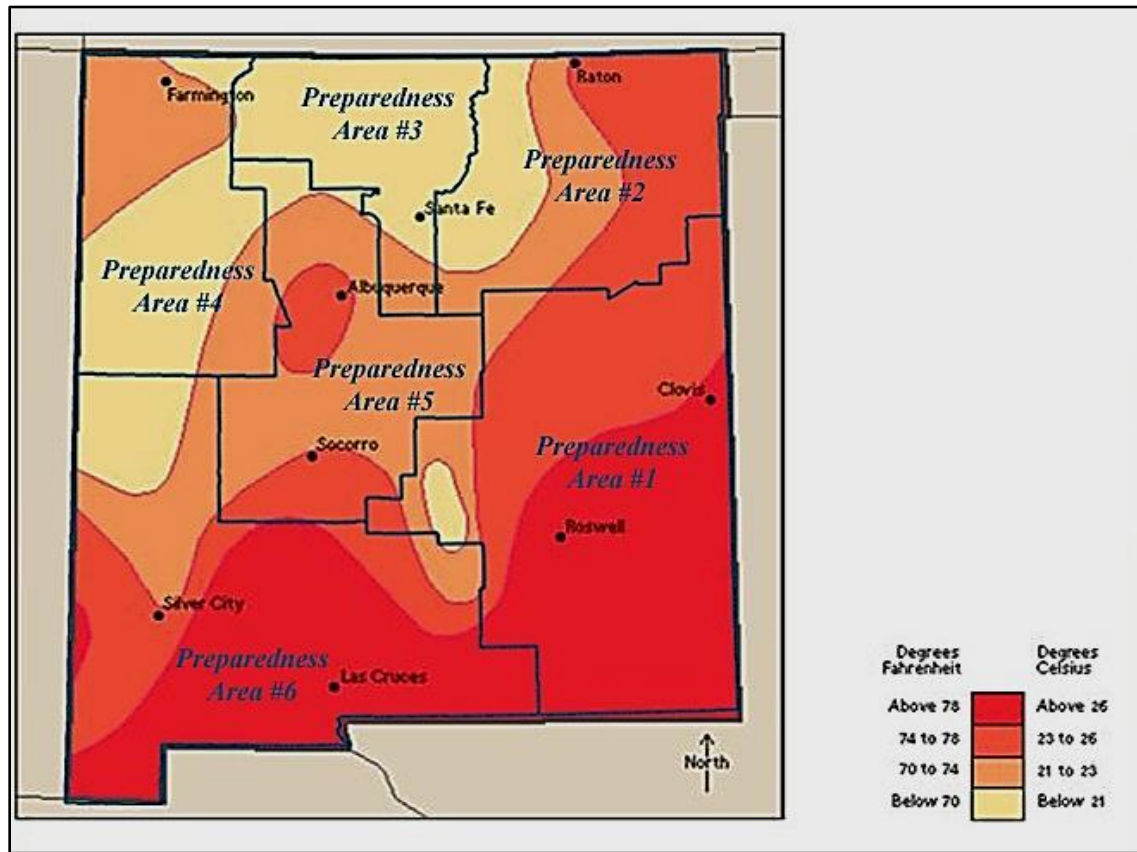 Farmington
Preparedness
Area #3
Raton
Preparedness
Area #2
Santa Fe
Preparedness
Area #4
Albuquerque
Preparedness
Area #5
Clovis
Socorro
Preparedness
Area #1
Roswell
Silver City
Preparedness
Area #6
Las Cruces
North
Degrees Fahrenheit Degrees Celsius
Above 78 Above 26
74 to 78 23 to 26
70 to 74 21 to 23
Below 70 Below 21